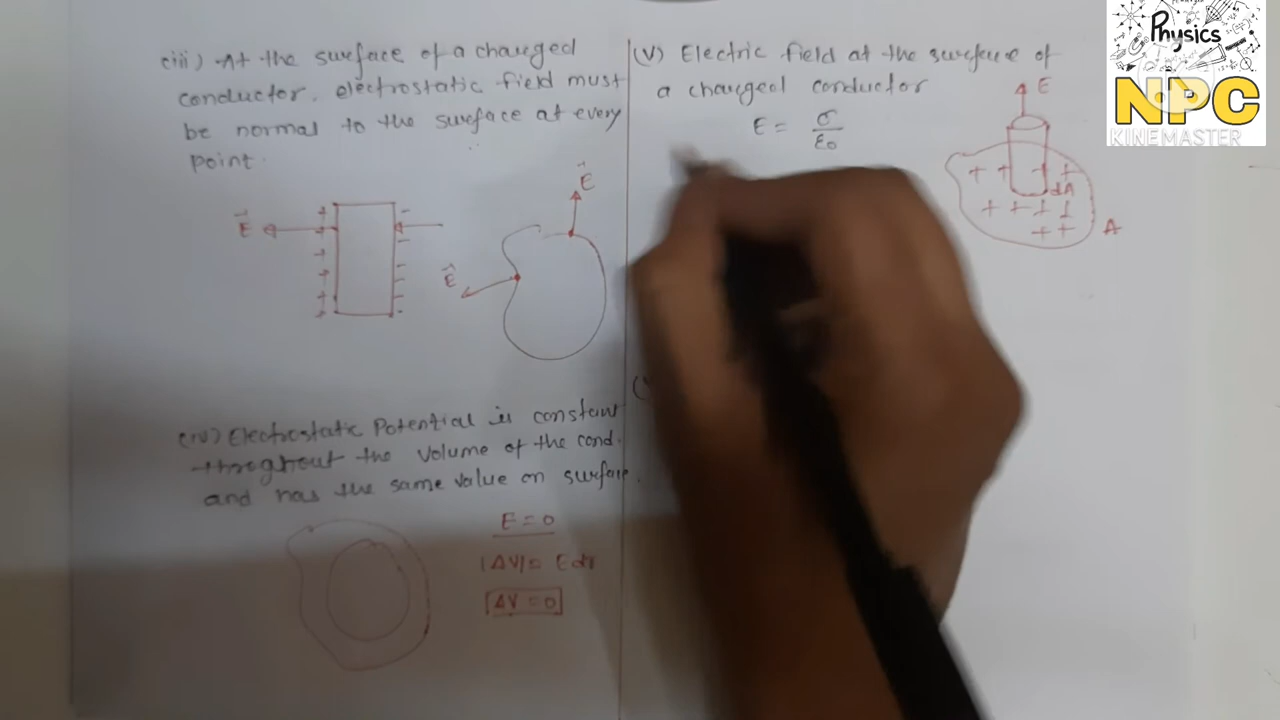 (iii) At the surface of a charged
conductor, electrostatic field must
be normal to the surface at every
point.
E
E
E
(iv) Electrostatic Potential is constant
throghout the volume of the cond.
and has the same value on surface.
E = 0
|ΔV| = E dr
ΔV = 0
(V) Electric field at the surface of
a charged conductor
E = σ/ε0
E
dA
A
Physics
NPC
KINEMASTER